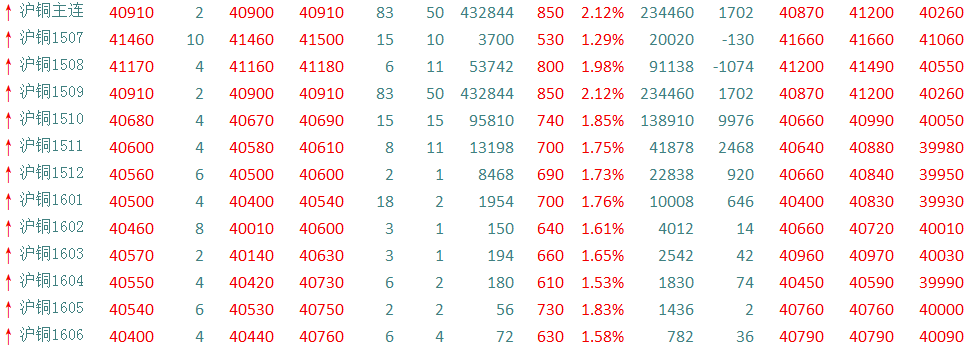 ↑ 沪铜主连 40910 2 40900 40910 83 50 432844 850 2.12% 234460 1702 40870 41200 40260
↑ 沪铜1507 41460 10 41460 41500 15 10 3700 530 1.29% 20020 -130 41660 41660 41060
↑ 沪铜1508 41170 4 41160 41180 6 11 53742 800 1.98% 91138 -1074 41200 41490 40550
↑ 沪铜1509 40910 2 40900 40910 83 50 432844 850 2.12% 234460 1702 40870 41200 40260
↑ 沪铜1510 40680 4 40670 40690 15 15 95810 740 1.85% 138910 9976 40660 40990 40050
↑ 沪铜1511 40600 4 40580 40610 8 11 13198 700 1.75% 41878 2468 40640 40880 39980
↑ 沪铜1512 40560 6 40500 40600 2 1 8468 690 1.73% 22838 920 40660 40840 39950
↑ 沪铜1601 40500 4 40400 40540 18 2 1954 700 1.76% 10008 646 40400 40830 39930
↑ 沪铜1602 40460 8 40010 40600 3 1 150 640 1.61% 4012 14 40660 40720 40010
↑ 沪铜1603 40570 2 40140 40630 3 1 194 660 1.65% 2542 42 40960 40970 40030
↑ 沪铜1604 40550 4 40420 40730 6 2 180 610 1.53% 1830 74 40450 40590 39990
↑ 沪铜1605 40540 6 40530 40750 2 2 56 730 1.83% 1436 2 40760 40760 40000
↑ 沪铜1606 40400 4 40440 40760 6 4 72 630 1.58% 782 36 40790 40790 40090